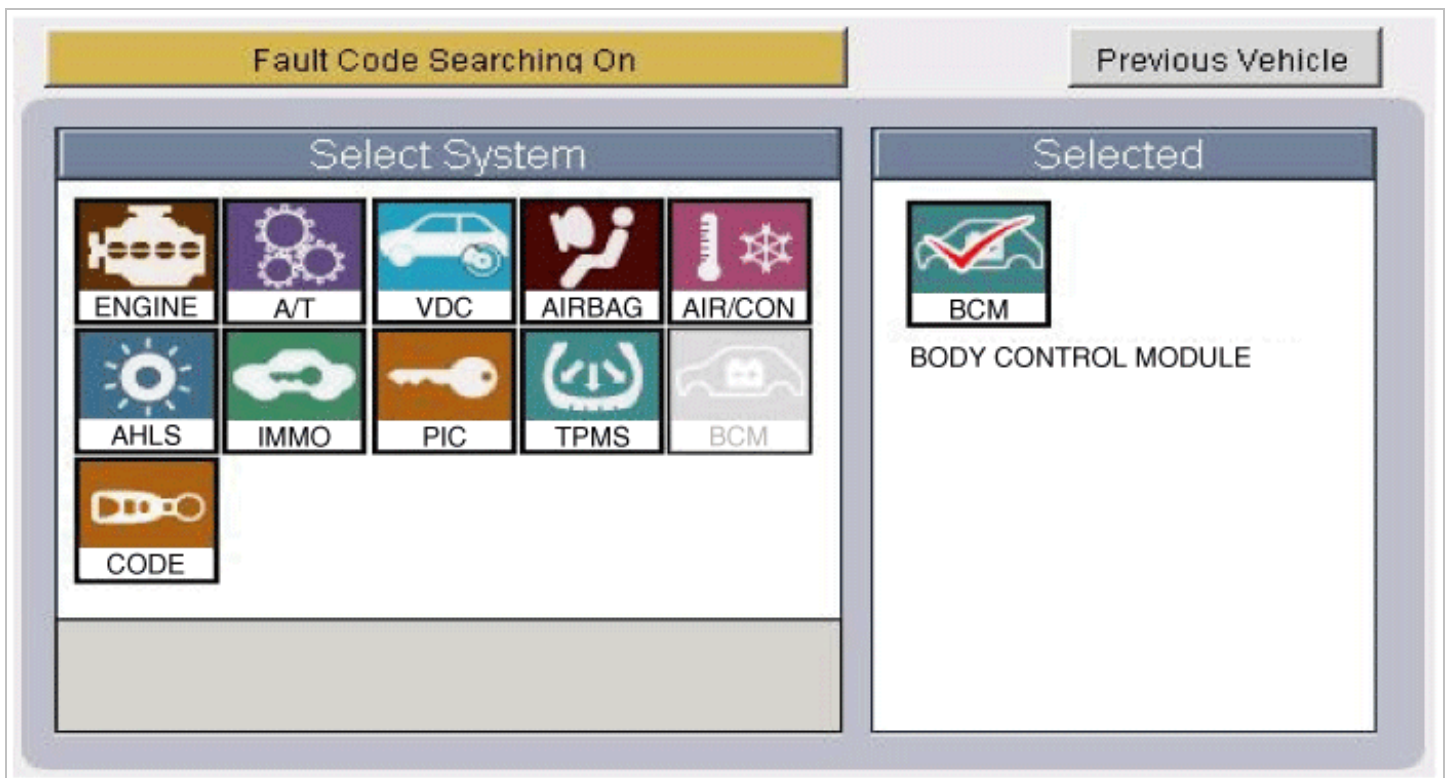 Fault Code Searching On
Previous Vehicle
Select System
Selected
ENGINE A/T VDC AIRBAG AIR/CON
BCM
BODY CONTROL MODULE
AHLS IMMO PIC TPMS BCM
CODE